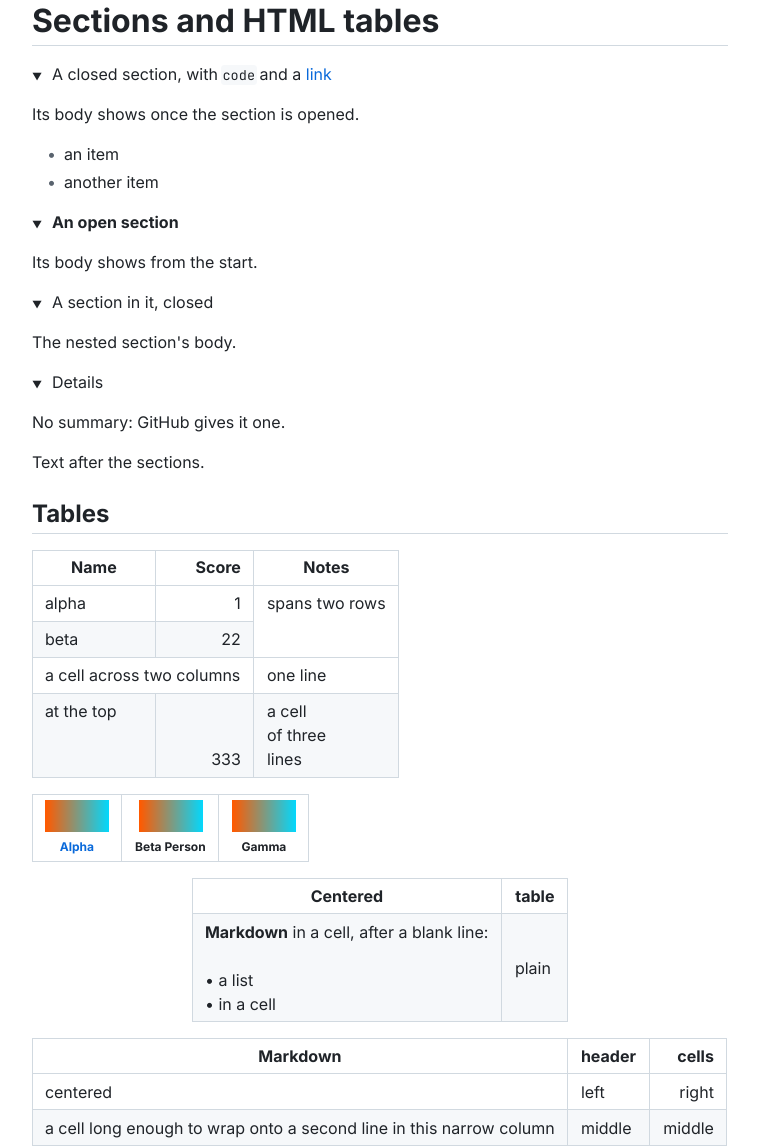 Sections and HTML tables
▼ A closed section, with code and a link
Its body shows once the section is opened.
• an item
• another item
▼ An open section
Its body shows from the start.
▼ A section in it, closed
The nested section's body.
▼ Details
No summary: GitHub gives it one.
Text after the sections.
Tables
Name Score Notes
alpha 1 spans two rows
beta 22
a cell across two columns one line
at the top a cell
of three
333 lines
Alpha Beta Person Gamma
Centered table
Markdown in a cell, after a blank line:
plain
• a list
• in a cell
Markdown header cells
centered left right
a cell long enough to wrap onto a second line in this narrow column middle middle